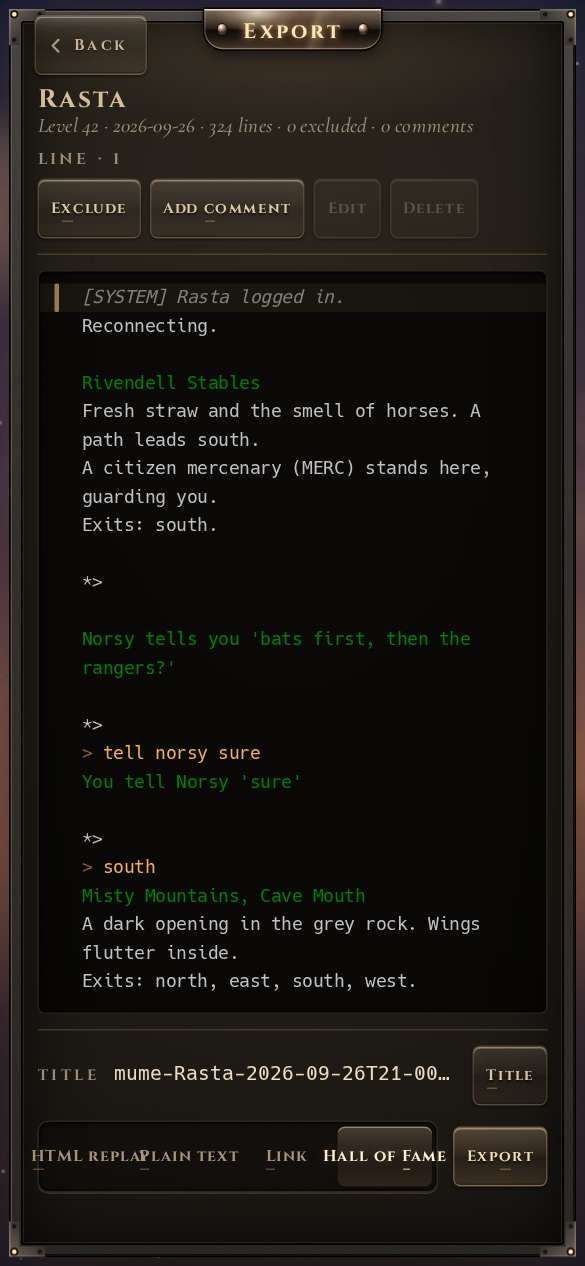 Back
Export
Rasta
Level 42 · 2026-09-26 · 324 lines · 0 excluded · 0 comments
LINE · 1
Exclude
Add comment
Edit
Delete
[SYSTEM] Rasta logged in.
Reconnecting.
Rivendell Stables
Fresh straw and the smell of horses. A
path leads south.
A citizen mercenary (MERC) stands here,
guarding you.
Exits: south.
*>
Norsy tells you 'bats first, then the
rangers?'
*>
> tell norsy sure
You tell Norsy 'sure'
*>
> south
Misty Mountains, Cave Mouth
A dark opening in the grey rock. Wings
flutter inside.
Exits: north, east, south, west.
TITLE mume-Rasta-2026-09-26T21-00… Title
HTML replay Plain text Link Hall of Fame Export